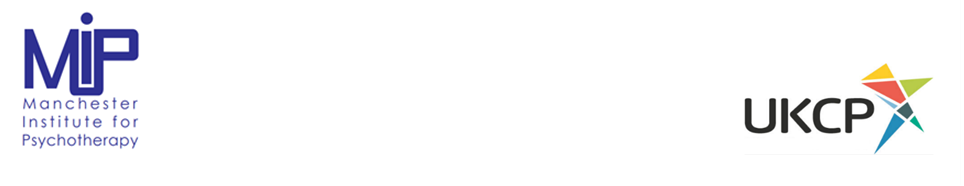 MiP
Manchester
Institute for
Psychotherapy
UKCP